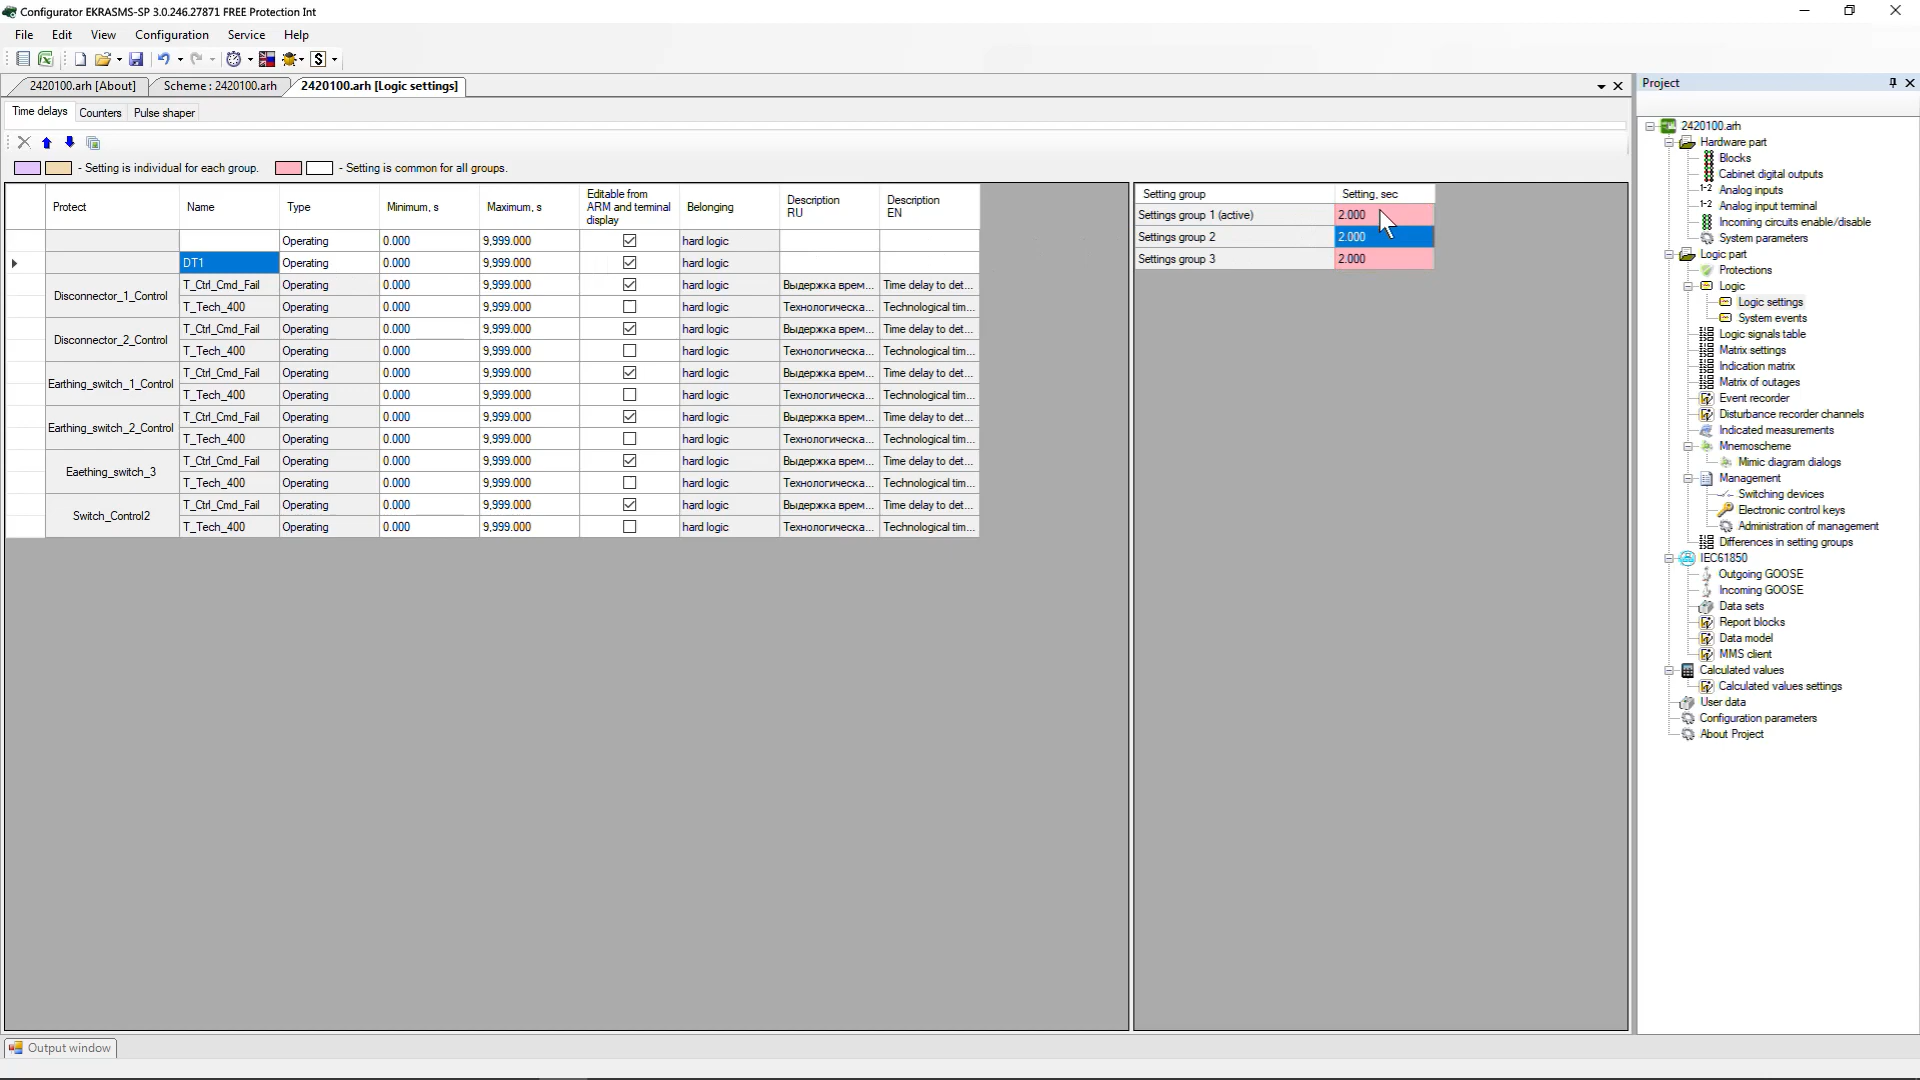 Configurator EKRASMS-SP 3.0.246.27871 FREE Protection Int
File Edit View Configuration Service Help
2420100.arh [About] Scheme : 2420100.arh 2420100.arh [Logic settings]
Time delays Counters Pulse shaper
- Setting is individual for each group. - Setting is common for all groups.
Protect Name Type Minimum, s Maximum, s Editable from ARM and teminal display Belonging Description RU Description EN
Operating 0.000 9,999.000 hard logic
DT1 Operating 0.000 9,999.000 hard logic
Disconnector_1_Control T_Ctrl_Cmd_Fail Operating 0.000 9,999.000 hard logic Выдержка врем... Time delay to det...
T_Tech_400 Operating 0.000 9,999.000 hard logic Технологическа... Technological tim...
Disconnector_2_Control T_Ctrl_Cmd_Fail Operating 0.000 9,999.000 hard logic Выдержка врем... Time delay to det...
T_Tech_400 Operating 0.000 9,999.000 hard logic Технологическа... Technological tim...
Earthing_switch_1_Control T_Ctrl_Cmd_Fail Operating 0.000 9,999.000 hard logic Выдержка врем... Time delay to det...
T_Tech_400 Operating 0.000 9,999.000 hard logic Технологическа... Technological tim...
Earthing_switch_2_Control T_Ctrl_Cmd_Fail Operating 0.000 9,999.000 hard logic Выдержка врем... Time delay to det...
T_Tech_400 Operating 0.000 9,999.000 hard logic Технологическа... Technological tim...
Eaething_switch_3 T_Ctrl_Cmd_Fail Operating 0.000 9,999.000 hard logic Выдержка врем... Time delay to det...
T_Tech_400 Operating 0.000 9,999.000 hard logic Технологическа... Technological tim...
Switch_Control2 T_Ctrl_Cmd_Fail Operating 0.000 9,999.000 hard logic Выдержка врем... Time delay to det...
T_Tech_400 Operating 0.000 9,999.000 hard logic Технологическа... Technological tim...
Setting group Setting, sec
Settings group 1 (active) 2.000
Settings group 2 2.000
Settings group 3 2.000
Project
2420100.arh
Hardware part
Blocks
Cabinet digital outputs
1-2 Analog inputs
1-2 Analog input terminal
Incoming circuits enable/disable
System parameters
Logic part
Protections
Logic
Logic settings
System events
Logic signals table
Matrix settings
Indication matrix
Matrix of outages
Event recorder
Disturbance recorder channels
Indicated measurements
Mnemoscheme
Mimic diagram dialogs
Management
Switching devices
Electronic control keys
Administration of management
Differences in setting groups
IEC61850
Outgoing GOOSE
Incoming GOOSE
Data sets
Report blocks
Data model
MMS client
Calculated values
Calculated values settings
User data
Configuration parameters
About Project
Output window